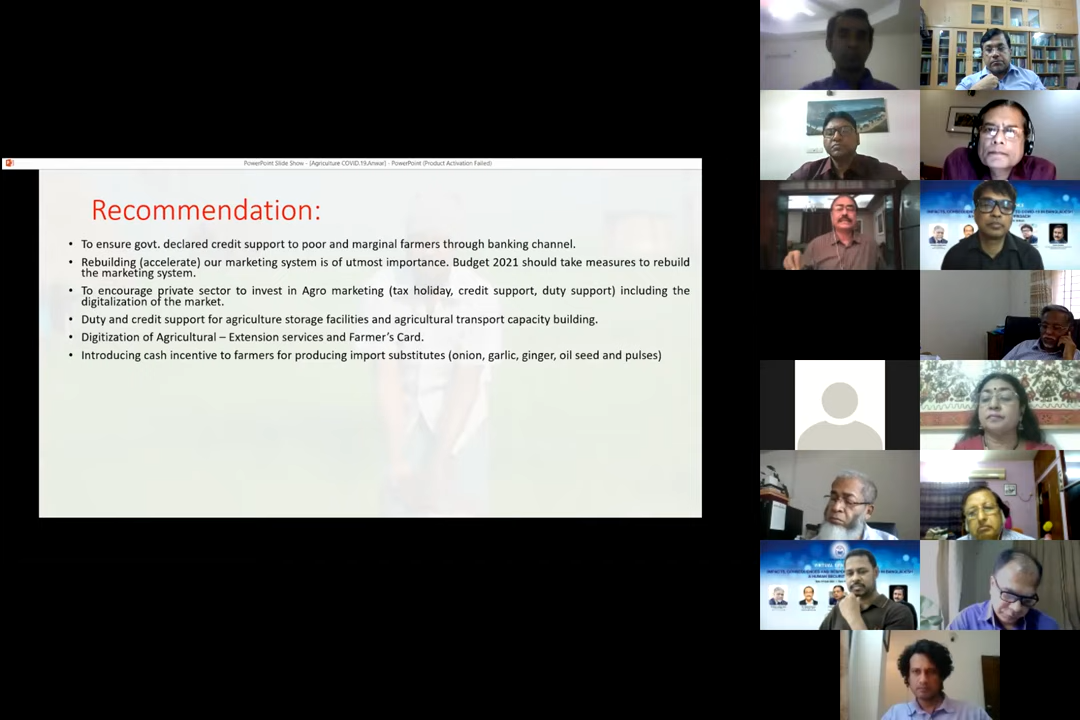 PowerPoint Slide Show - [Agriculture COVID.19.Anwar] - PowerPoint (Product Activation Failed)
Recommendation:
• To ensure govt. declared credit support to poor and marginal farmers through banking channel.
• Rebuilding (accelerate) our marketing system is of utmost importance. Budget 2021 should take measures to rebuild
the marketing system.
• To encourage private sector to invest in Agro marketing (tax holiday, credit support, duty support) including the
digitalization of the market.
• Duty and credit support for agriculture storage facilities and agricultural transport capacity building.
• Digitization of Agricultural – Extension services and Farmer's Card.
• Introducing cash incentive to farmers for producing import substitutes (onion, garlic, ginger, oil seed and pulses)